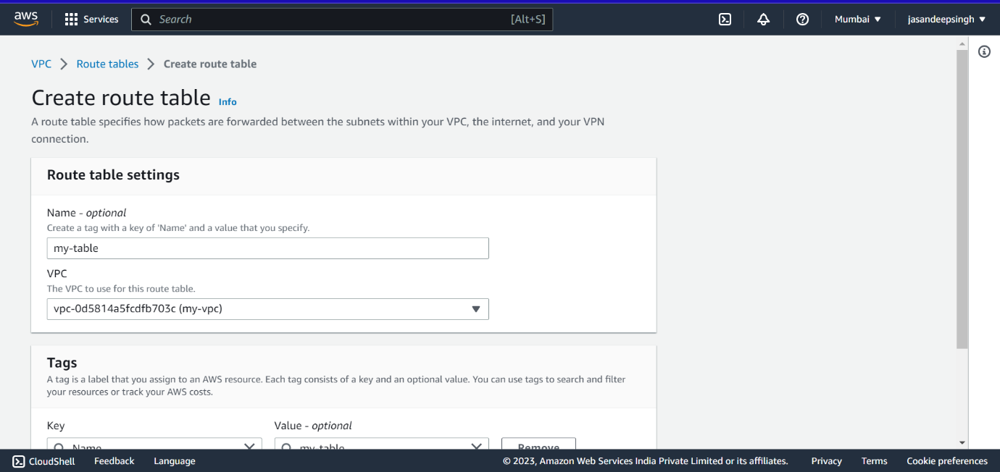 aws
Services
Search [Alt+S]
Mumbai
jasandeepsingh
VPC > Route tables > Create route table
Create route table Info
A route table specifies how packets are forwarded between the subnets within your VPC, the internet, and your VPN
connection.
Route table settings
Name - optional
Create a tag with a key of 'Name' and a value that you specify.
my-table
VPC
The VPC to use for this route table.
vpc-0d5814a5fcdfb703c (my-vpc)
Tags
A tag is a label that you assign to an AWS resource. Each tag consists of a key and an optional value. You can use tags to search and filter
your resources or track your AWS costs.
Key Value - optional
Name my-table Remove
CloudShell Feedback Language © 2023, Amazon Web Services India Private Limited or its affiliates. Privacy Terms Cookie preferences